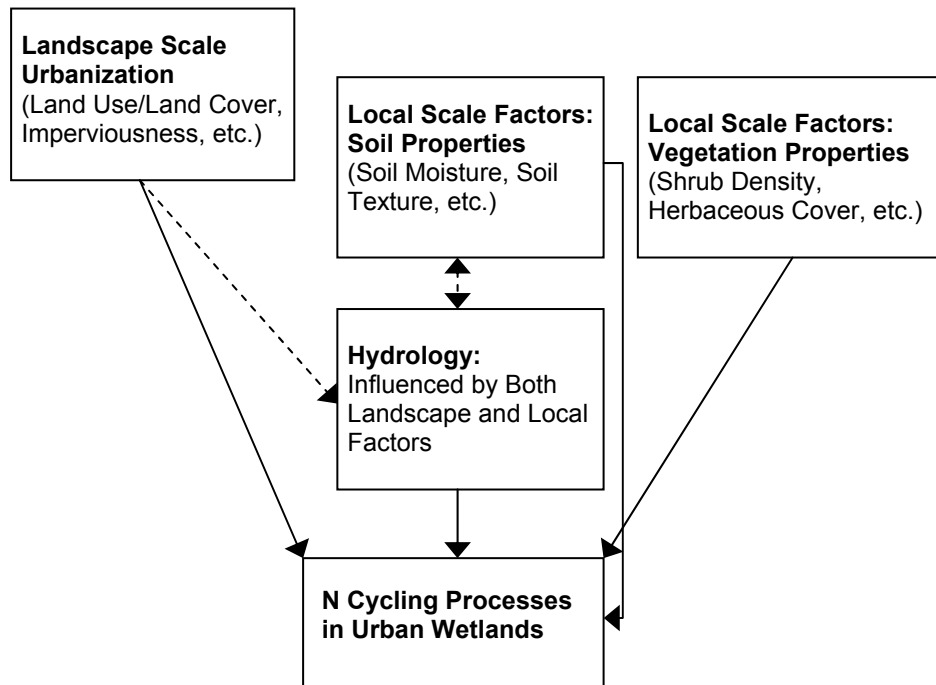 Landscape Scale
Urbanization
(Land Use/Land Cover,
Imperviousness, etc.)
Local Scale Factors:
Soil Properties
(Soil Moisture, Soil
Texture, etc.)
Local Scale Factors:
Vegetation Properties
(Shrub Density,
Herbaceous Cover, etc.)
Hydrology:
Influenced by Both
Landscape and Local
Factors
N Cycling Processes
in Urban Wetlands